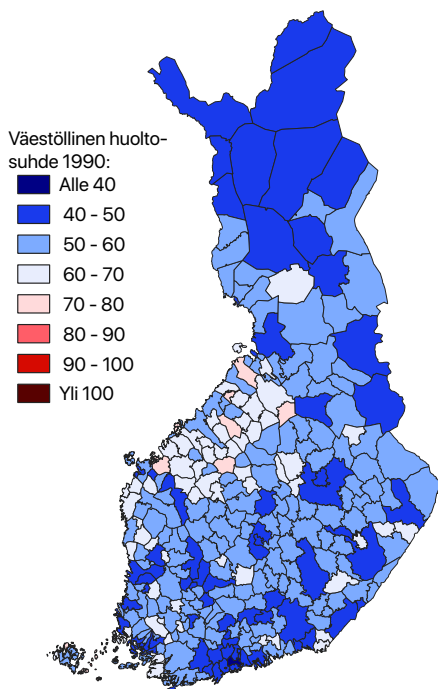 Väestöllinen huolto-
suhde 1990:
Alle 40
40 - 50
50 - 60
60 - 70
70 - 80
80 - 90
90 - 100
Yli 100